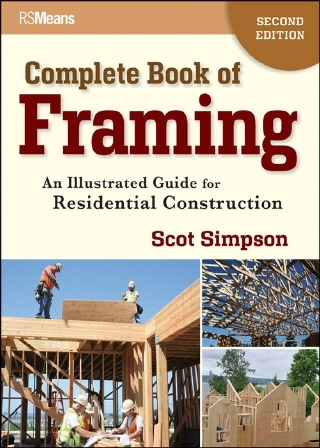 RSMeans
SECOND
EDITION
Complete Book of
Framing
An Illustrated Guide for
Residential Construction
Scot Simpson